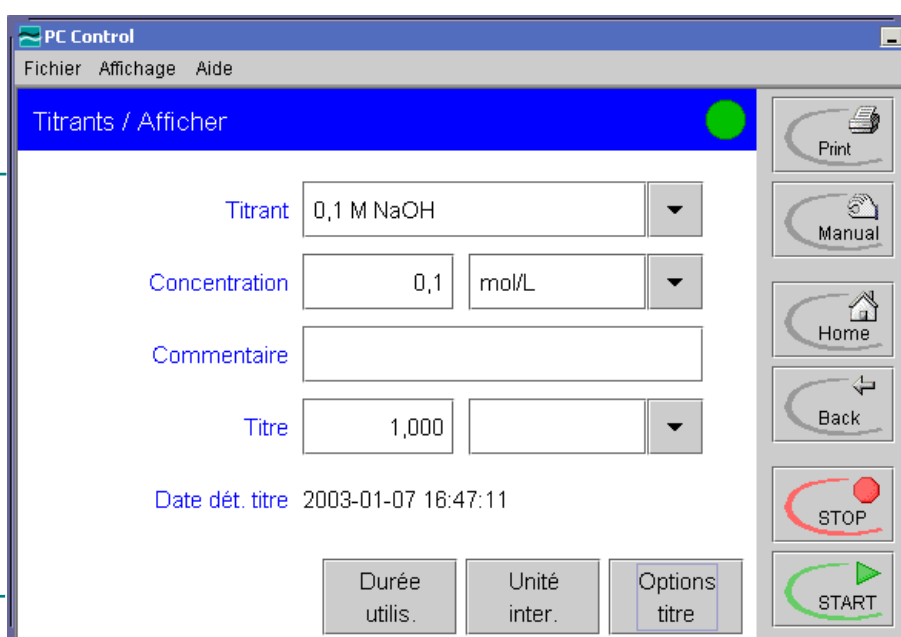 PC Control
Fichier Affichage Aide
Titrants / Afficher
Titrant 0,1 M NaOH
Concentration 0,1 mol/L
Commentaire
Titre 1,000
Date dét. titre 2003-01-07 16:47:11
Durée
utilis.
Unité
inter.
Options
titre
Print
Manual
Home
Back
STOP
START